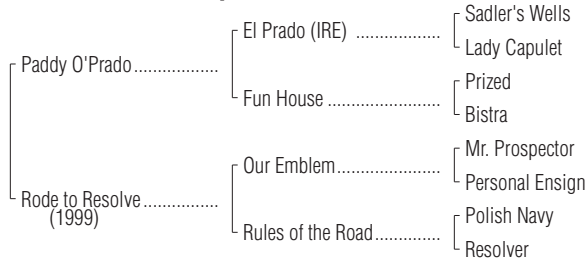 Sadler's Wells
El Prado (IRE) ..................
Lady Capulet
Paddy O'Prado..................
Prized
Fun House ........................
Bistra
Mr. Prospector
Our Emblem......................
Personal Ensign
Rode to Resolve................
(1999)
Polish Navy
Rules of the Road..............
Resolver